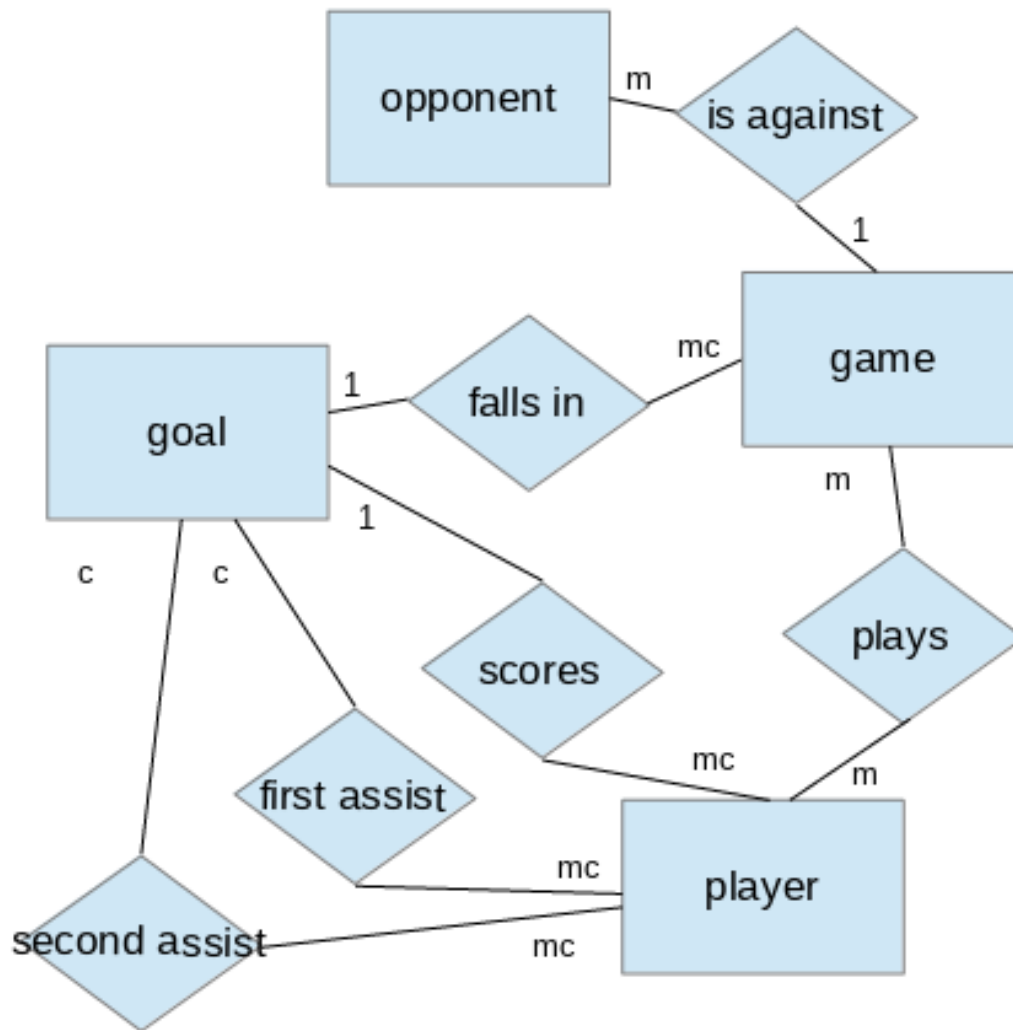 opponent
m
is against
1
game
mc
falls in
1
goal
1
m
c
c
plays
scores
mc
m
first assist
mc
player
second assist
mc